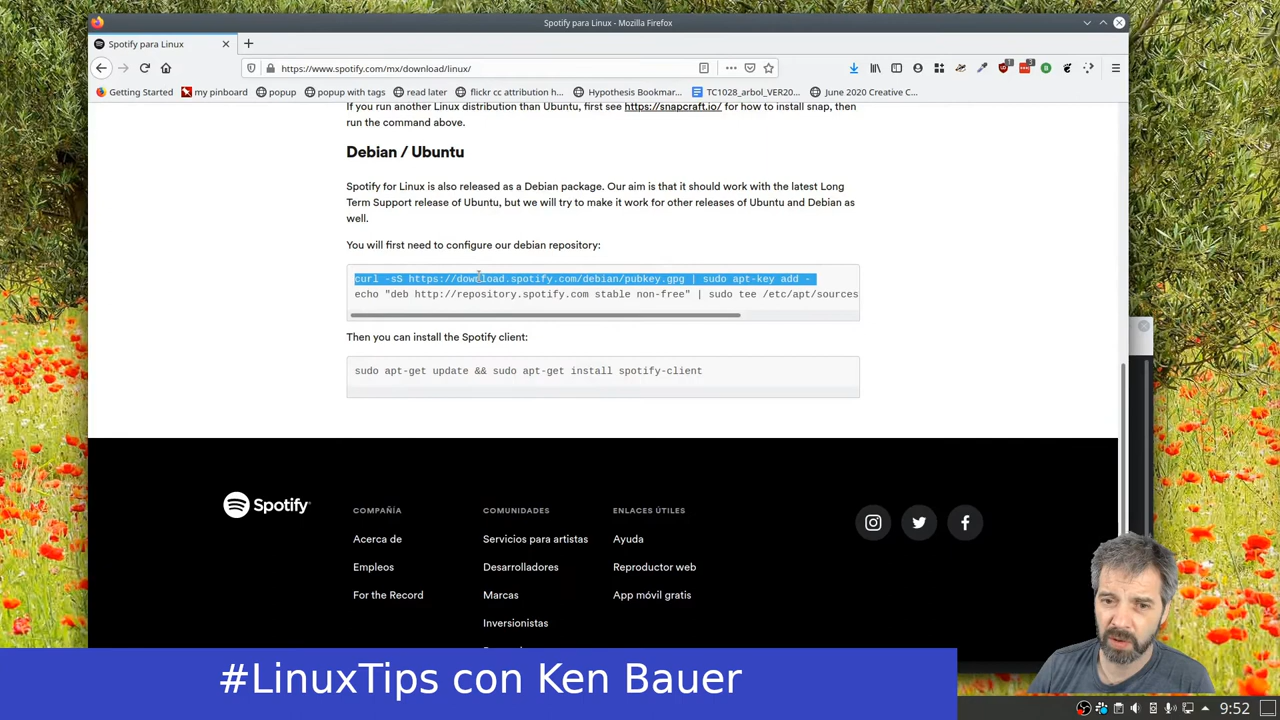 Spotify para Linux - Mozilla Firefox
Spotify para Linux
https://www.spotify.com/mx/download/linux/
Getting Started
my pinboard
popup
popup with tags
read later
flickr cc attribution h...
Hypothesis Bookmar...
TC1028_arbol_VER20...
June 2020 Creative C...
If you run another Linux distribution than Ubuntu, first see https://snapcraft.io/ for how to install snap, then
run the command above.
Debian / Ubuntu
Spotify for Linux is also released as a Debian package. Our aim is that it should work with the latest Long
Term Support release of Ubuntu, but we will try to make it work for other releases of Ubuntu and Debian as
well.
You will first need to configure our debian repository:
curl -sS https://download.spotify.com/debian/pubkey.gpg | sudo apt-key add -
echo "deb http://repository.spotify.com stable non-free" | sudo tee /etc/apt/sources
Then you can install the Spotify client:
sudo apt-get update && sudo apt-get install spotify-client
Spotify
COMPAÑÍA
Acerca de
Empleos
For the Record
COMUNIDADES
Servicios para artistas
Desarrolladores
Marcas
Inversionistas
ENLACES ÚTILES
Ayuda
Reproductor web
App móvil gratis
#LinuxTips con Ken Bauer
9:52